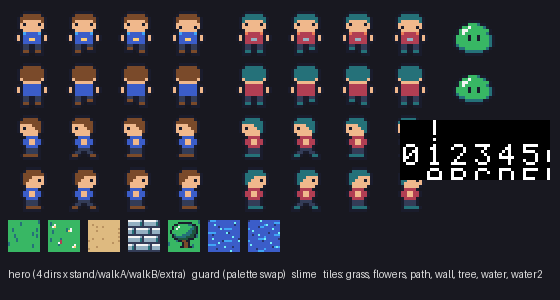 !
012345
ABCDEF
hero (4 dirs x stand/walkA/walkB/extra) guard (palette swap) slime tiles: grass, flowers, path, wall, tree, water, water2